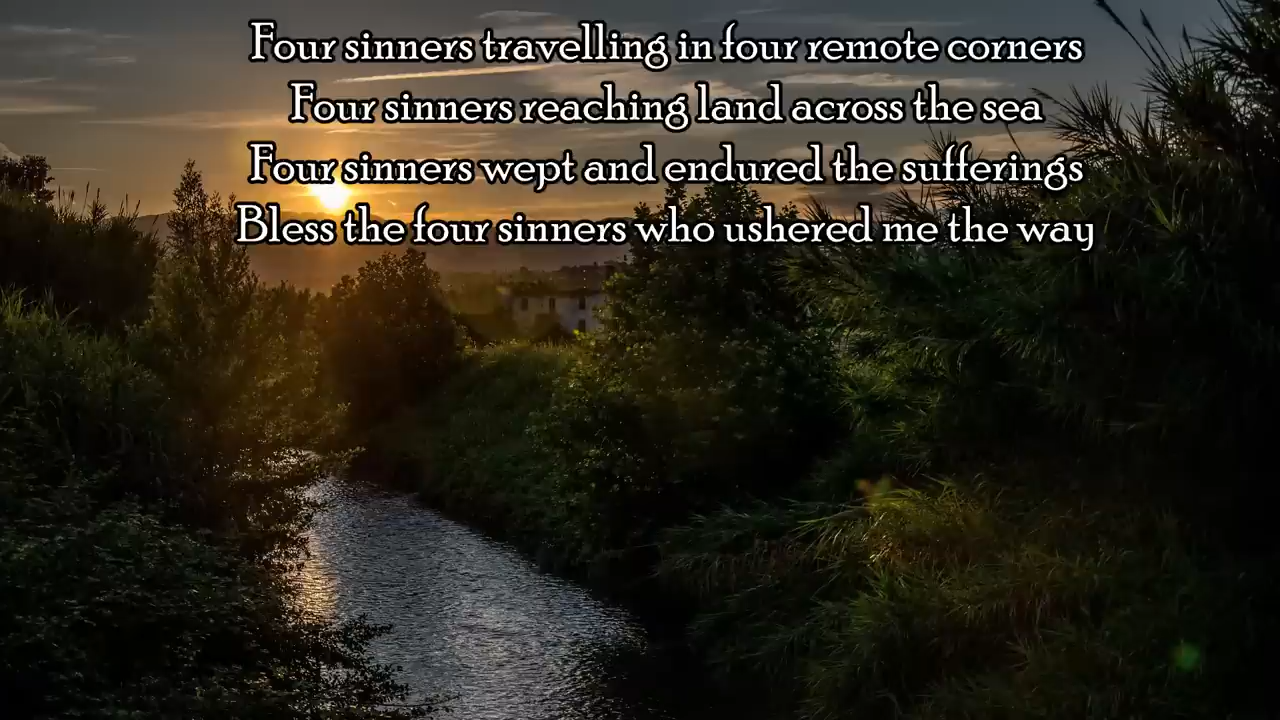 Four sinners travelling in four remote corners
Four sinners reaching land across the sea
Four sinners wept and endured the sufferings
Bless the four sinners who ushered me the way